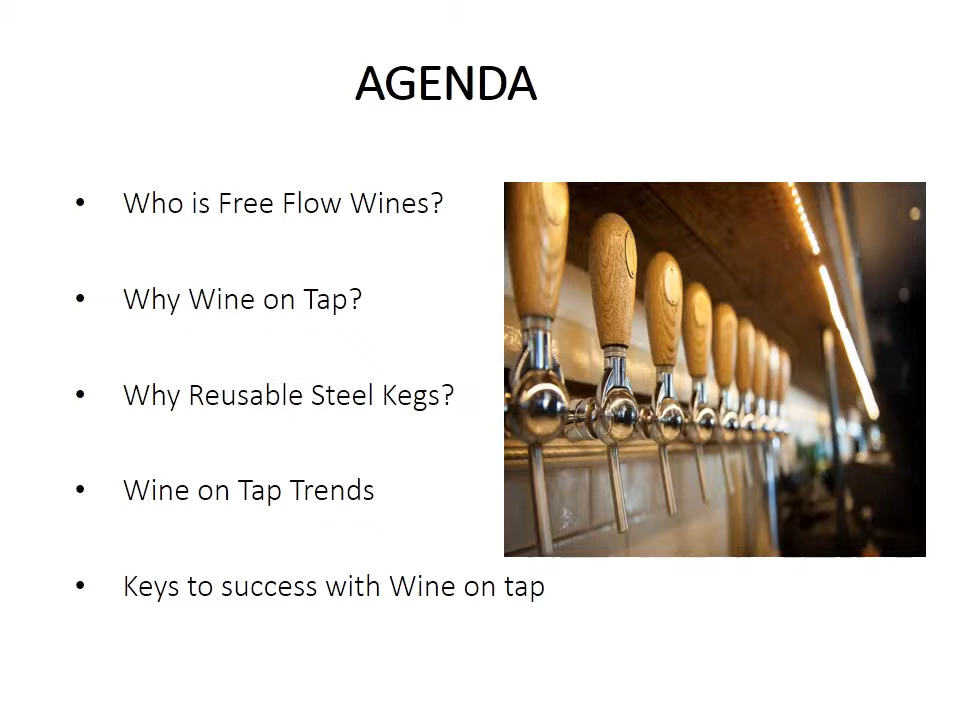 AGENDA
• Who is Free Flow Wines?
• Why Wine on Tap?
• Why Reusable Steel Kegs?
• Wine on Tap Trends
• Keys to success with Wine on tap